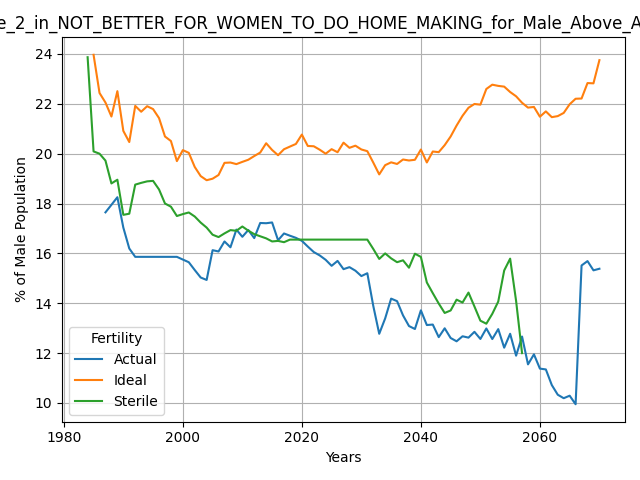 e_2_in_NOT_BETTER_FOR_WOMEN_TO_DO_HOME_MAKING_for_Male_Above_A
24
22
20
18
16
14
12
10
% of Male Population
Fertility
Actual
Ideal
Sterile
1980
2000
2020
2040
2060
Years